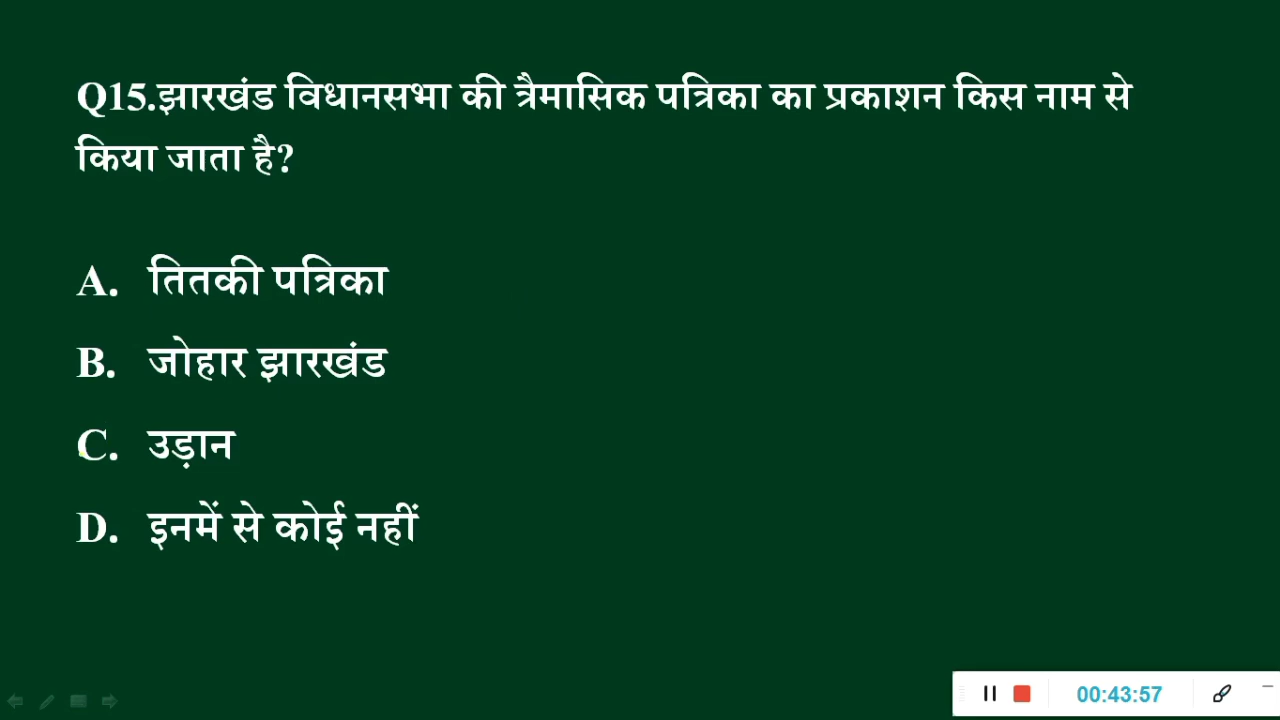 Q15.झारखंड विधानसभा की त्रैमासिक पत्रिका का प्रकाशन किस नाम से
किया जाता है?
A. तितकी पत्रिका
B. जोहार झारखंड
C. उड़ान
D. इनमें से कोई नहीं
00:43:57